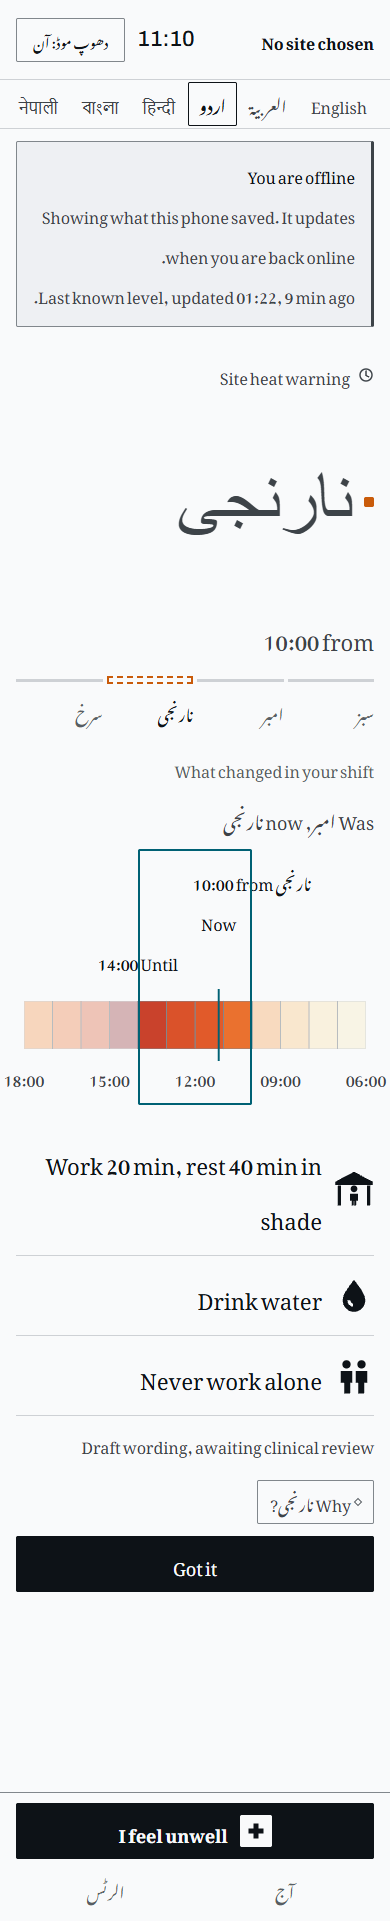 No site chosen
11:10
دھوپ موڈ: آن
English
العربية
اردو
हिन्दी
বাংলা
नेपाली
You are offline
Showing what this phone saved. It updates
when you are back online.
Last known level, updated 01:22, 9 min ago.
Site heat warning
نارنجی
from 10:00
سبز
امبر
نارنجی
سرخ
What changed in your shift
Was امبر, now نارنجی
نارنجی from 10:00
Now
Until 14:00
06:00
09:00
12:00
15:00
18:00
Work 20 min, rest 40 min in
shade
Drink water
Never work alone
Draft wording, awaiting clinical review
Why نارنجی?
Got it
I feel unwell
آج
الرٹس